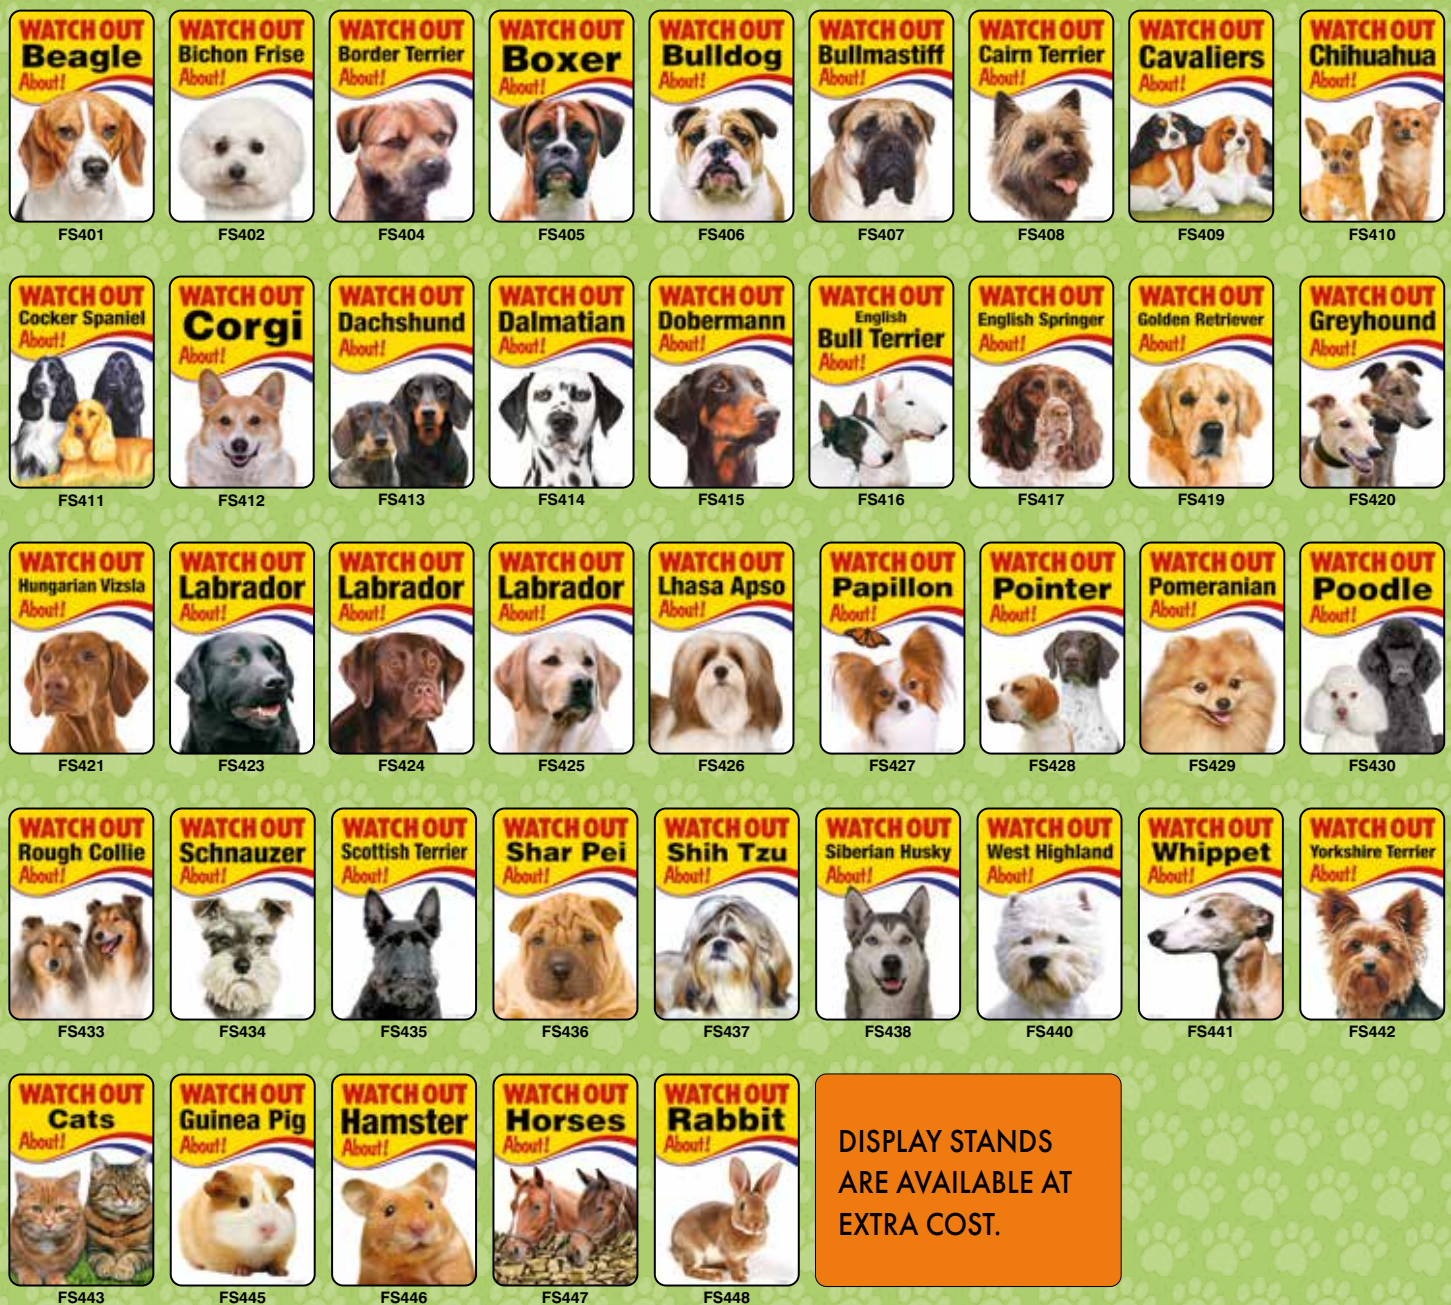 WATCH OUT
Beagle
About!
FS401
WATCH OUT
Bichon Frise
About!
FS402
WATCH OUT
Border Terrier
About!
FS404
WATCH OUT
Boxer
About!
FS405
WATCH OUT
Bulldog
About!
FS406
WATCH OUT
Bullmastiff
About!
FS407
WATCH OUT
Cairn Terrier
About!
FS408
WATCH OUT
Cavaliers
About!
FS409
WATCH OUT
Chihuahua
About!
FS410
WATCH OUT
Cocker Spaniel
About!
FS411
WATCH OUT
Corgi
About!
FS412
WATCH OUT
Dachshund
About!
FS413
WATCH OUT
Dalmatian
About!
FS414
WATCH OUT
Dobermann
About!
FS415
WATCH OUT
English
Bull Terrier
About!
FS416
WATCH OUT
English Springer
About!
FS417
WATCH OUT
Golden Retriever
About!
FS419
WATCH OUT
Greyhound
About!
FS420
WATCH OUT
Hungarian Vizsla
About!
FS421
WATCH OUT
Labrador
About!
FS423
WATCH OUT
Labrador
About!
FS424
WATCH OUT
Labrador
About!
FS425
WATCH OUT
Lhasa Apso
About!
FS426
WATCH OUT
Papillon
About!
FS427
WATCH OUT
Pointer
About!
FS428
WATCH OUT
Pomeranian
About!
FS429
WATCH OUT
Poodle
About!
FS430
WATCH OUT
Rough Collie
About!
FS433
WATCH OUT
Schnauzer
About!
FS434
WATCH OUT
Scottish Terrier
About!
FS435
WATCH OUT
Shar Pei
About!
FS436
WATCH OUT
Shih Tzu
About!
FS437
WATCH OUT
Siberian Husky
About!
FS438
WATCH OUT
West Highland
About!
FS440
WATCH OUT
Whippet
About!
FS441
WATCH OUT
Yorkshire Terrier
About!
FS442
WATCH OUT
Cats
About!
FS443
WATCH OUT
Guinea Pig
About!
FS445
WATCH OUT
Hamster
About!
FS446
WATCH OUT
Horses
About!
FS447
WATCH OUT
Rabbit
About!
FS448
DISPLAY STANDS
ARE AVAILABLE AT
EXTRA COST.